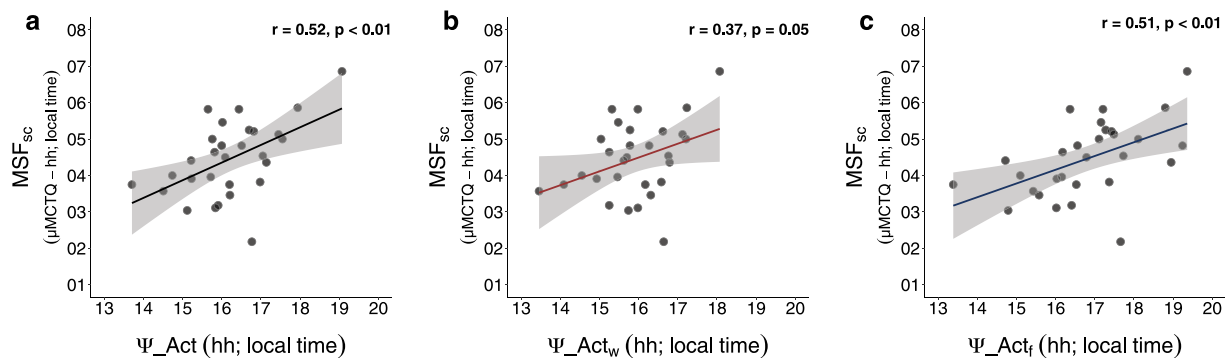 a
r = 0.52, p < 0.01
MSFsc
(µMCTQ − hh; local time)
08
07
06
05
04
03
02
01
13 14 15 16 17 18 19 20
Ψ_Act (hh; local time)
b
r = 0.37, p = 0.05
MSFsc
(µMCTQ − hh; local time)
08
07
06
05
04
03
02
01
13 14 15 16 17 18 19 20
Ψ_Actw (hh; local time)
c
r = 0.51, p < 0.01
MSFsc
(µMCTQ − hh; local time)
08
07
06
05
04
03
02
01
13 14 15 16 17 18 19 20
Ψ_Actf (hh; local time)